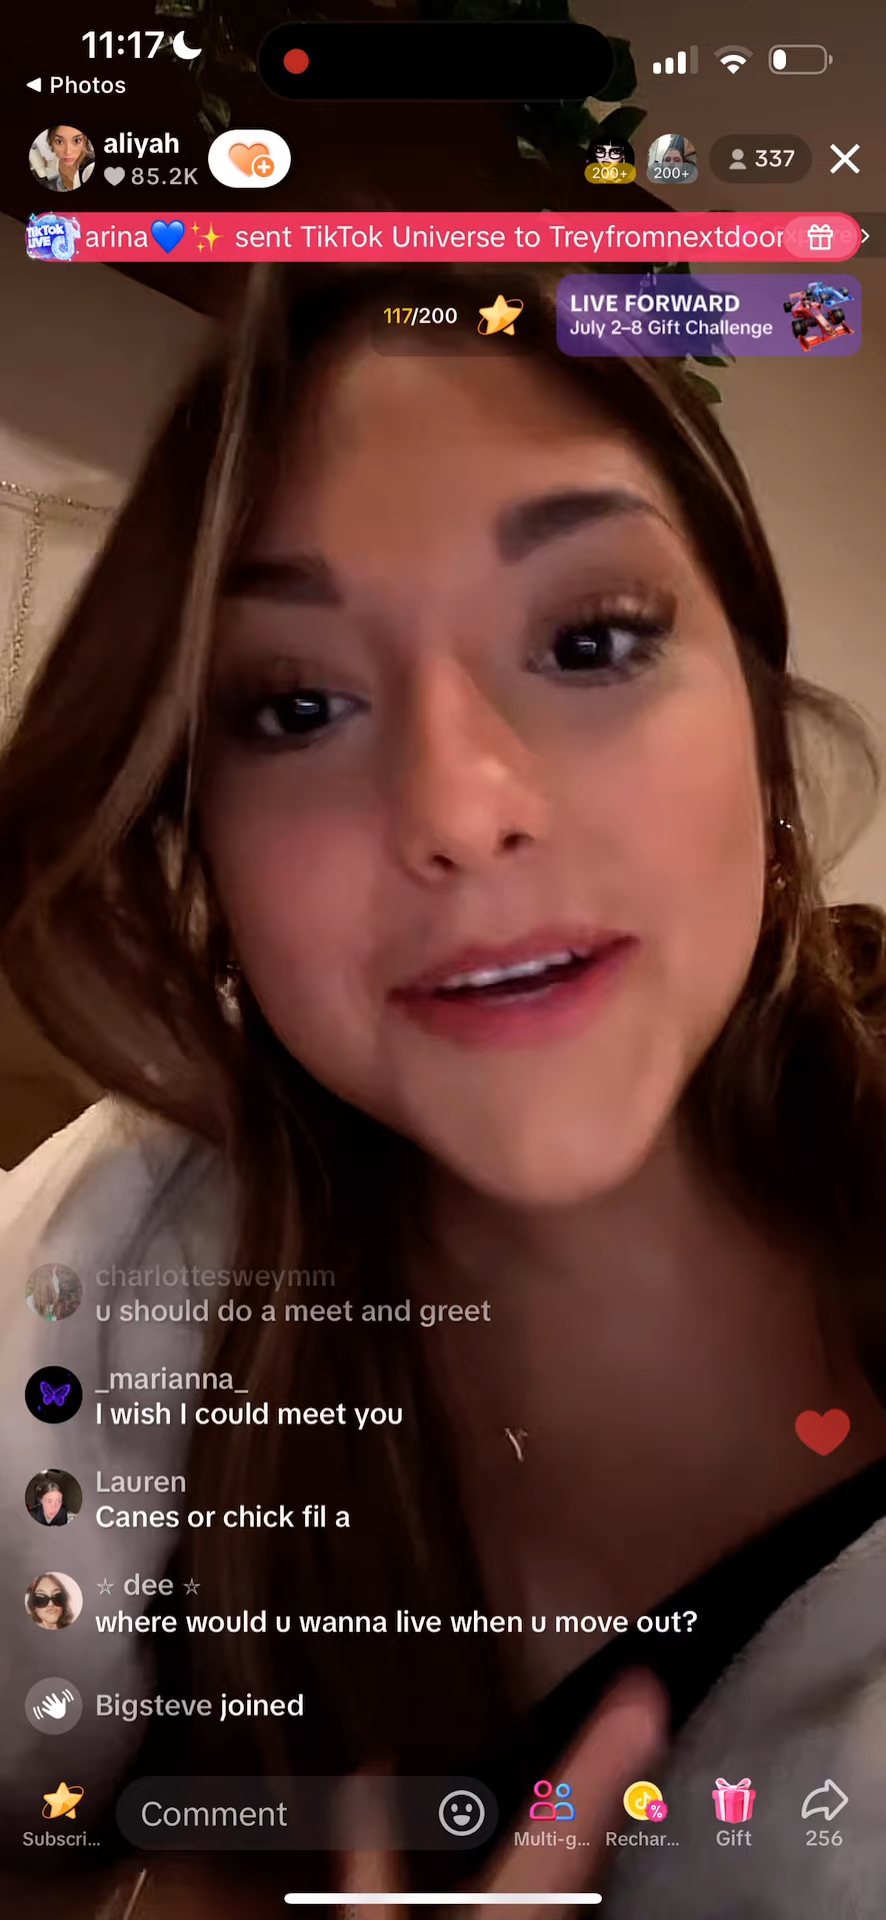 11:17
Photos
aliyah
85.2K
200+
200+
337
TikTok
LIVE
arina💙✨ sent TikTok Universe to Treyfromnextdoor
117/200
LIVE FORWARD
July 2–8 Gift Challenge
charlottesweymm
u should do a meet and greet
_marianna_
I wish I could meet you
Lauren
Canes or chick fil a
☆ dee ☆
where would u wanna live when u move out?
Bigsteve joined
Comment
Subscri...
Multi-g...
Rechar...
Gift
256